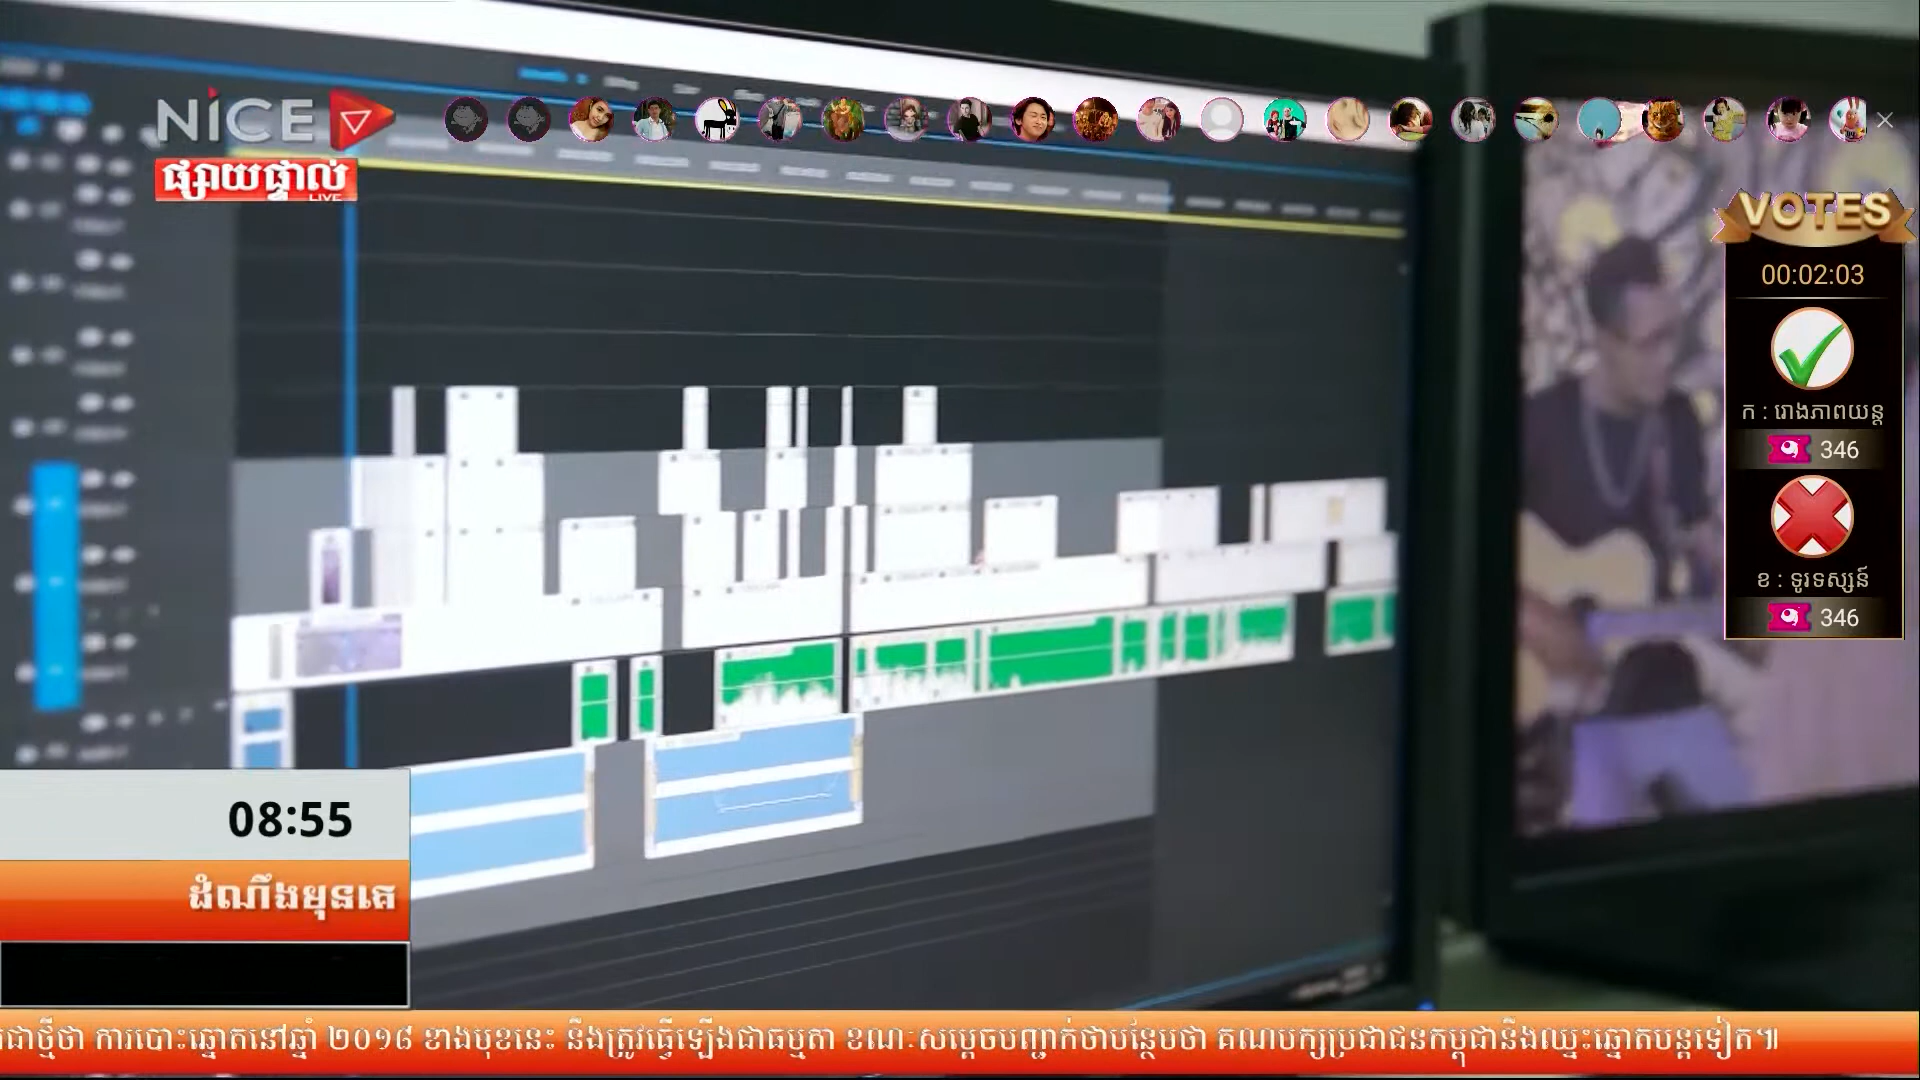 NiCE
ផ្សាយផ្ទាល់
LIVE
VOTES
00:02:03
ក : រោងភាពយន្ត
346
ខ : ទូរទស្សន៍
346
08:55
ដំណឹងមុនគេ
ជាថ្មីថា ការបោះឆ្នោតនៅឆ្នាំ ២០១៨ ខាងមុខនេះ នឹងត្រូវធ្វើឡើងជាធម្មតា ខណៈសម្តេចបញ្ជាក់ថាបន្ថែមថា គណបក្សប្រជាជនកម្ពុជានឹងឈ្នះឆ្នោតបន្តទៀត៕